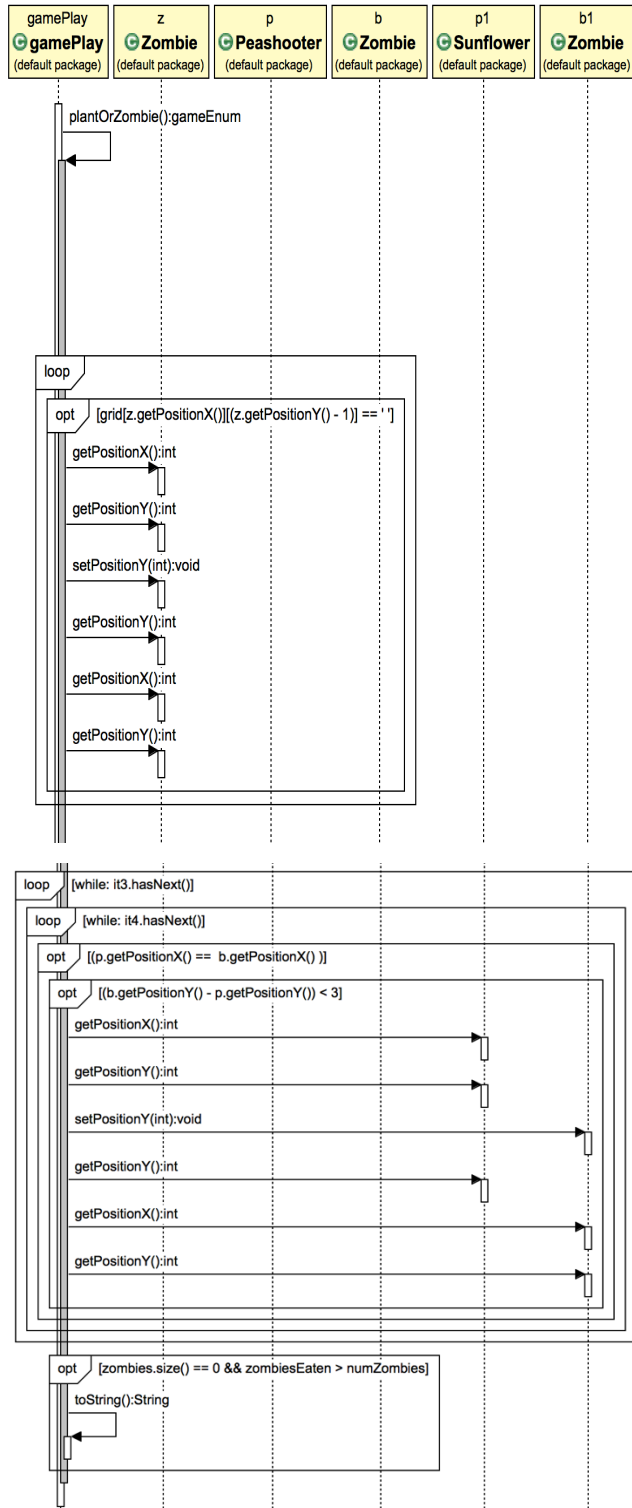 gamePlay z p b p1 b1
C gamePlay C Zombie C Peashooter C Zombie C Sunflower C Zombie
(default package) (default package) (default package) (default package) (default package) (default package)
plantOrZombie():gameEnum
loop
opt [grid[z.getPositionX()][(z.getPositionY() - 1)] == ' ']
getPositionX():int
getPositionY():int
setPositionY(int):void
getPositionY():int
getPositionX():int
getPositionY():int
loop [while: it3.hasNext()]
loop [while: it4.hasNext()]
opt [(p.getPositionX() == b.getPositionX() )]
opt [(b.getPositionY() - p.getPositionY()) < 3]
getPositionX():int
getPositionY():int
setPositionY(int):void
getPositionY():int
getPositionX():int
getPositionY():int
opt [zombies.size() == 0 && zombiesEaten > numZombies]
toString():String